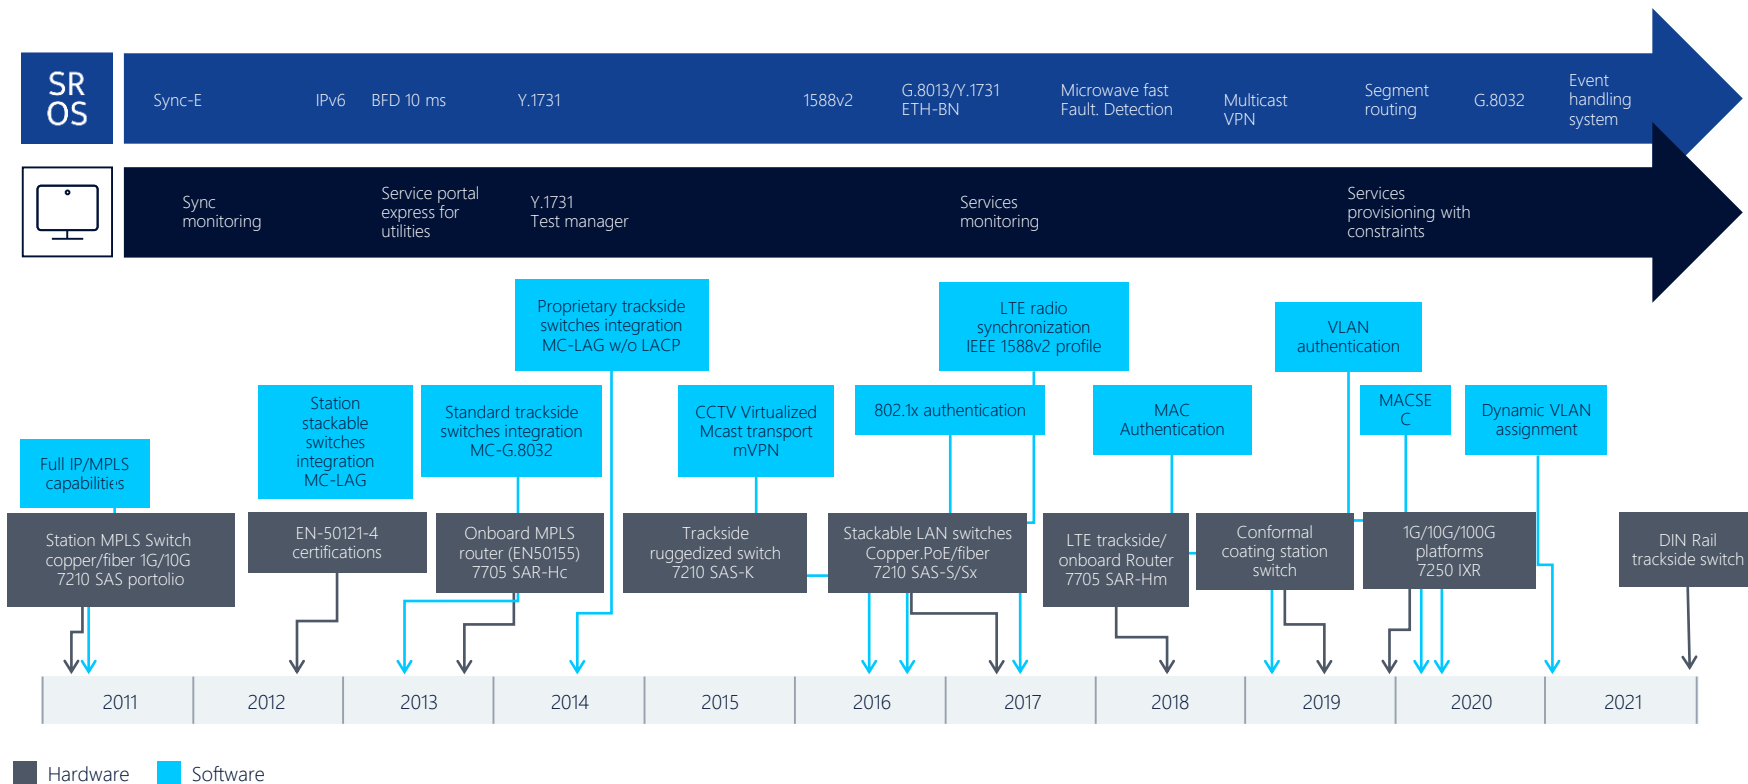 SR
OS
Sync-E
IPv6
BFD 10 ms
Y.1731
1588v2
G.8013/Y.1731
ETH-BN
Microwave fast
Fault. Detection
Multicast
VPN
Segment
routing
G.8032
Event
handling
system
Sync
monitoring
Service portal
express for
utilities
Y.1731
Test manager
Services
monitoring
Services
provisioning with
constraints
Proprietary trackside
switches integration
MC-LAG w/o LACP
LTE radio
synchronization
IEEE 1588v2 profile
VLAN
authentication
Full IP/MPLS
capabilities
Station
stackable
switches
integration
MC-LAG
Standard trackside
switches integration
MC-G.8032
CCTV Virtualized
Mcast transport
mVPN
802.1x authentication
MAC
Authentication
MACSE
C
Dynamic VLAN
assignment
Station MPLS Switch
copper/fiber 1G/10G
7210 SAS portolio
EN-50121-4
certifications
Onboard MPLS
router (EN50155)
7705 SAR-Hc
Trackside
ruggedized switch
7210 SAS-K
Stackable LAN switches
Copper.PoE/fiber
7210 SAS-S/Sx
LTE trackside/
onboard Router
7705 SAR-Hm
Conformal
coating station
switch
1G/10G/100G
platforms
7250 IXR
DIN Rail
trackside switch
2011
2012
2013
2014
2015
2016
2017
2018
2019
2020
2021
Hardware
Software